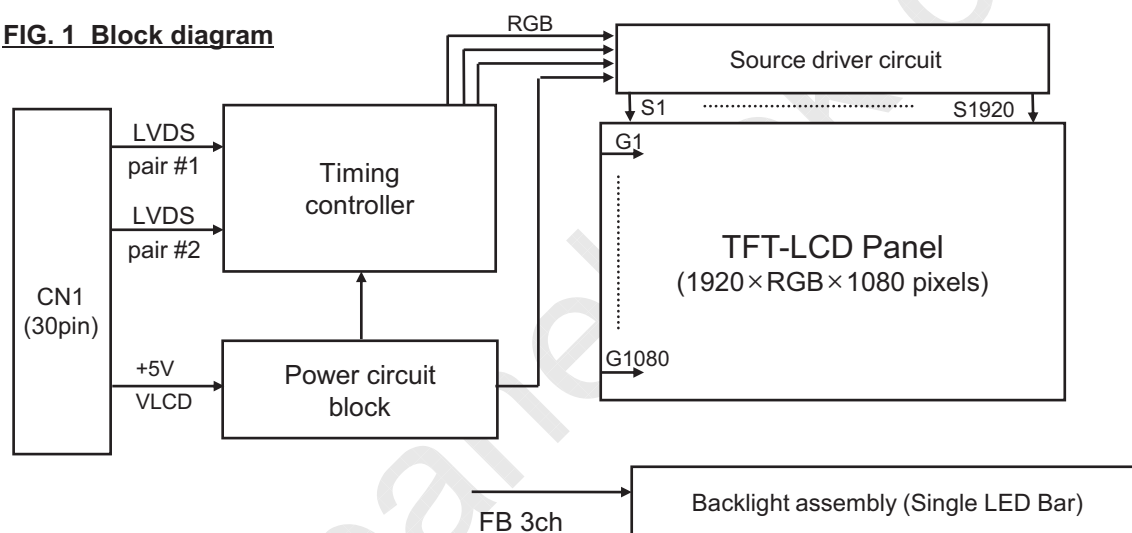 FIG. 1 Block diagram
RGB
Source driver circuit
S1
S1920
CN1
(30pin)
LVDS
pair #1
LVDS
pair #2
Timing
controller
G1
TFT-LCD Panel
(1920×RGB×1080 pixels)
G1080
+5V
VLCD
Power circuit
block
FB 3ch
Backlight assembly (Single LED Bar)